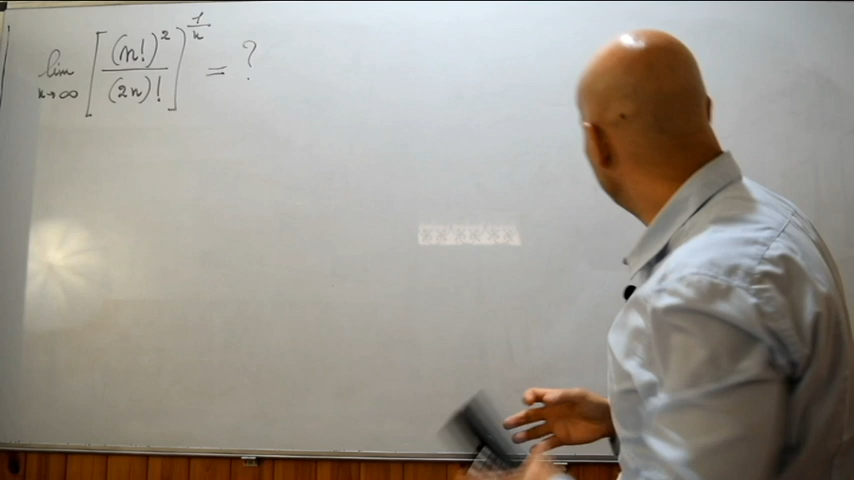 lim n→∞ [ (n!)² / (2n)! ]^(1/n) = ?